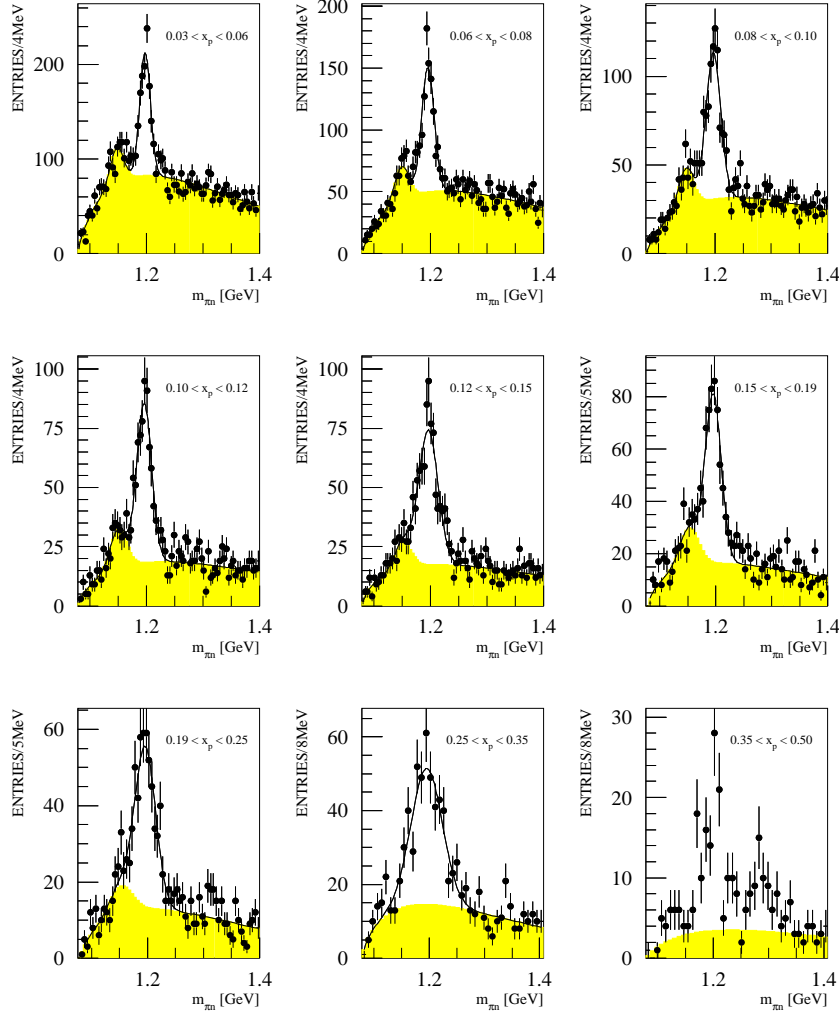 ENTRIES/4MeV
0.03 < x_p < 0.06
200
100
0
1.2
1.4
m_πn [GeV]
ENTRIES/4MeV
0.06 < x_p < 0.08
200
150
100
50
0
1.2
1.4
m_πn [GeV]
ENTRIES/4MeV
0.08 < x_p < 0.10
100
50
0
1.2
1.4
m_πn [GeV]
ENTRIES/4MeV
0.10 < x_p < 0.12
100
75
50
25
0
1.2
1.4
m_πn [GeV]
ENTRIES/4MeV
0.12 < x_p < 0.15
100
75
50
25
0
1.2
1.4
m_πn [GeV]
ENTRIES/5MeV
0.15 < x_p < 0.19
80
60
40
20
0
1.2
1.4
m_πn [GeV]
ENTRIES/5MeV
0.19 < x_p < 0.25
60
40
20
0
1.2
1.4
m_πn [GeV]
ENTRIES/8MeV
0.25 < x_p < 0.35
60
40
20
0
1.2
1.4
m_πn [GeV]
ENTRIES/8MeV
0.35 < x_p < 0.50
30
20
10
0
1.2
1.4
m_πn [GeV]